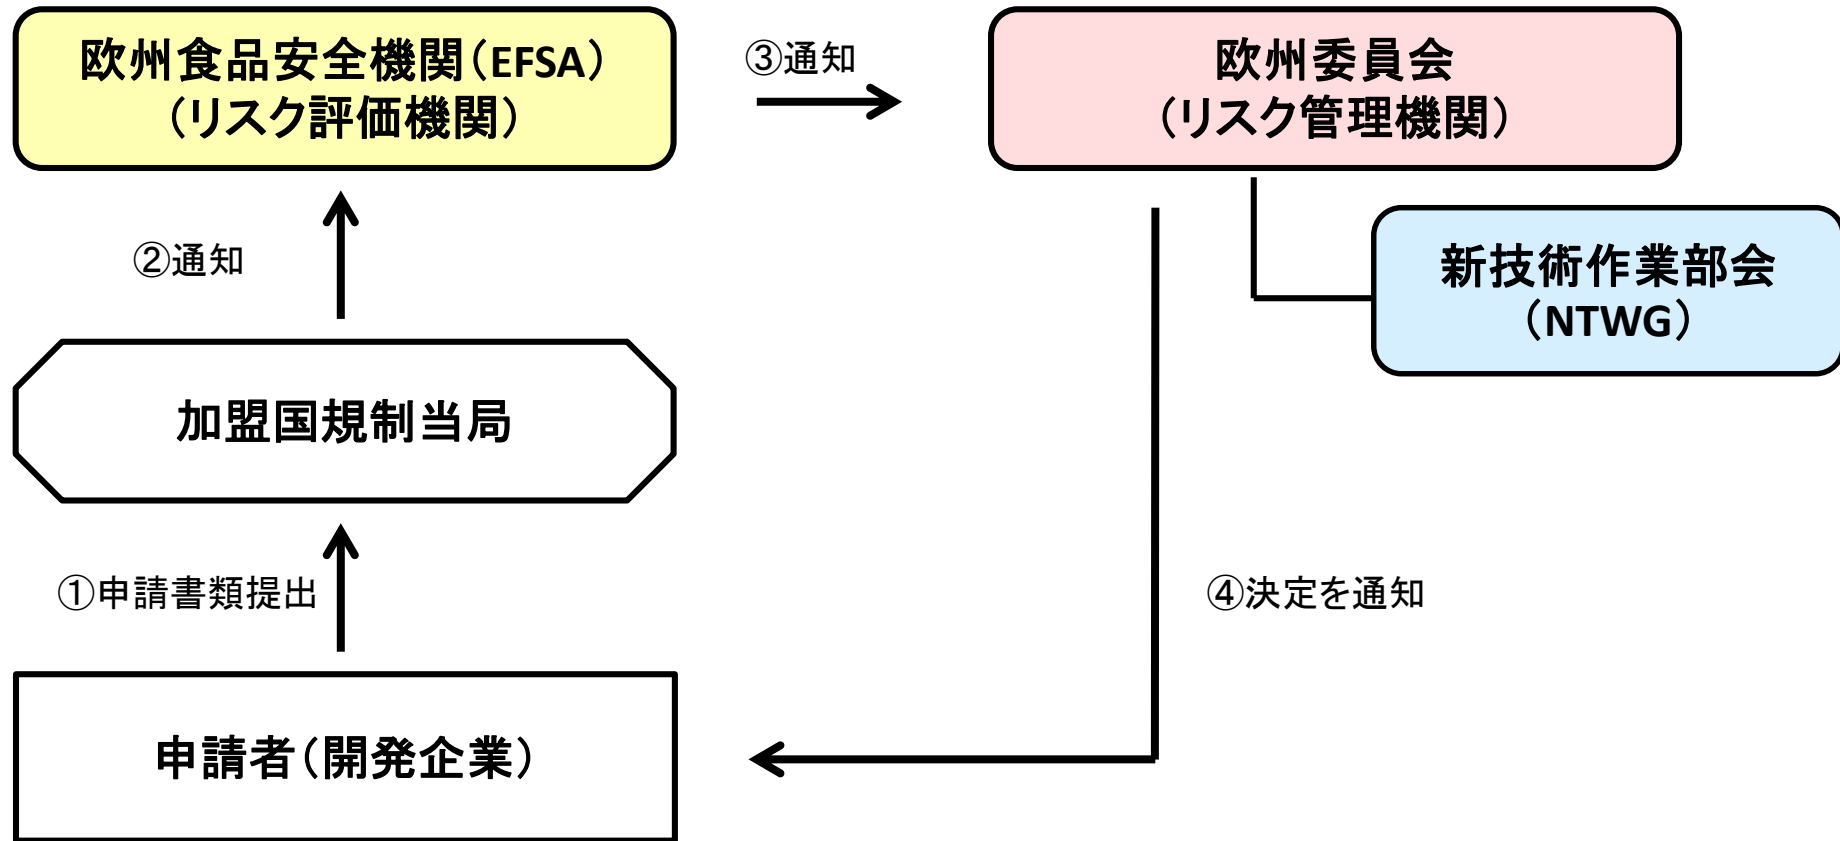 欧州食品安全機関(EFSA)
(リスク評価機関)
③通知
欧州委員会
(リスク管理機関)
②通知
新技術作業部会
(NTWG)
加盟国規制当局
①申請書類提出
④決定を通知
申請者(開発企業)